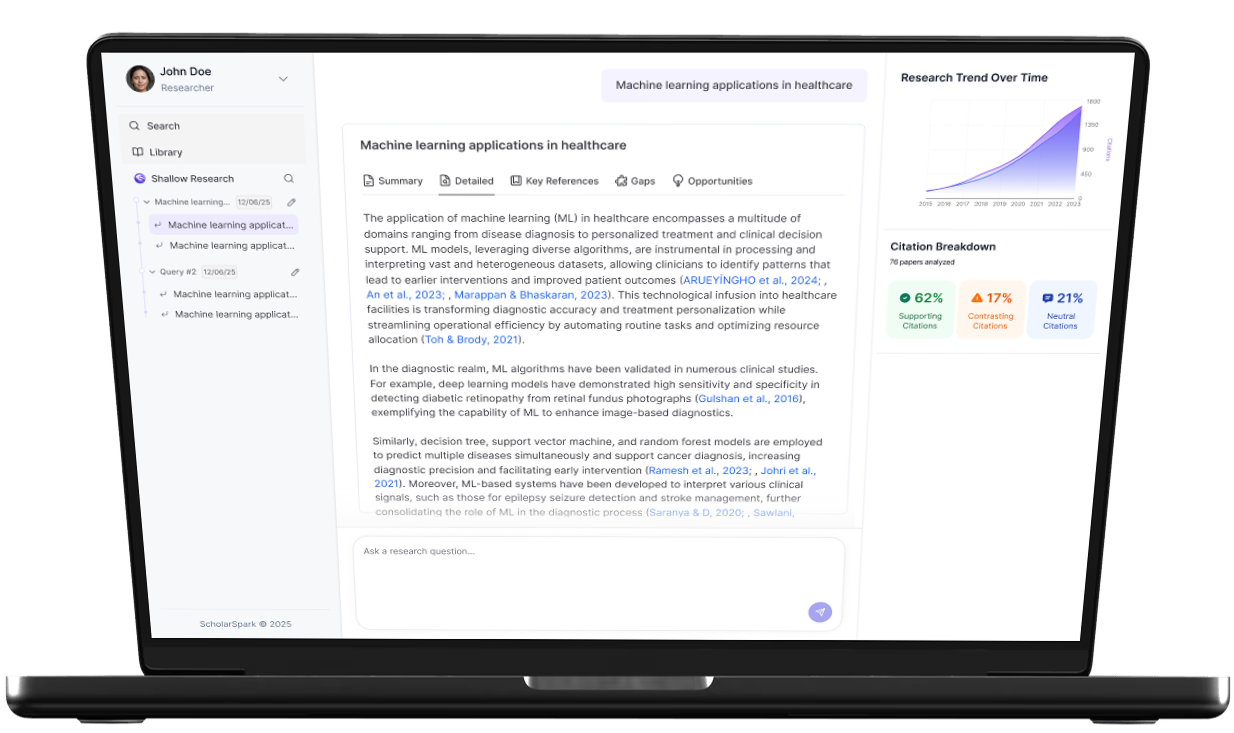 John Doe
Researcher
Search
Library
Shallow Research
Machine learning... 12/06/25
Machine learning applicat...
Machine learning applicat...
Query #2 12/06/25
Machine learning applicat...
Machine learning applicat...
ScholarSpark © 2025
Machine learning applications in healthcare
Machine learning applications in healthcare
Summary Detailed Key References Gaps Opportunities
The application of machine learning (ML) in healthcare encompasses a multitude of
domains ranging from disease diagnosis to personalized treatment and clinical decision
support. ML models, leveraging diverse algorithms, are instrumental in processing and
interpreting vast and heterogeneous datasets, allowing clinicians to identify patterns that
lead to earlier interventions and improved patient outcomes (ARUEYİNGHO et al., 2024; ,
An et al., 2023; , Marappan & Bhaskaran, 2023). This technological infusion into healthcare
facilities is transforming diagnostic accuracy and treatment personalization while
streamlining operational efficiency by automating routine tasks and optimizing resource
allocation (Toh & Brody, 2021).
In the diagnostic realm, ML algorithms have been validated in numerous clinical studies.
For example, deep learning models have demonstrated high sensitivity and specificity in
detecting diabetic retinopathy from retinal fundus photographs (Gulshan et al., 2016),
exemplifying the capability of ML to enhance image-based diagnostics.
Similarly, decision tree, support vector machine, and random forest models are employed
to predict multiple diseases simultaneously and support cancer diagnosis, increasing
diagnostic precision and facilitating early intervention (Ramesh et al., 2023; , Johri et al.,
2021). Moreover, ML-based systems have been developed to interpret various clinical
signals, such as those for epilepsy seizure detection and stroke management, further
consolidating the role of ML in the diagnostic process (Saranya & D, 2020; , Sawlani,
Ask a research question...
Research Trend Over Time
1800
1350
900
450
0
Citations
2015 2016 2017 2018 2019 2020 2021 2022 2023
Citation Breakdown
76 papers analyzed
62% 17% 21%
Supporting Contrasting Neutral
Citations Citations Citations